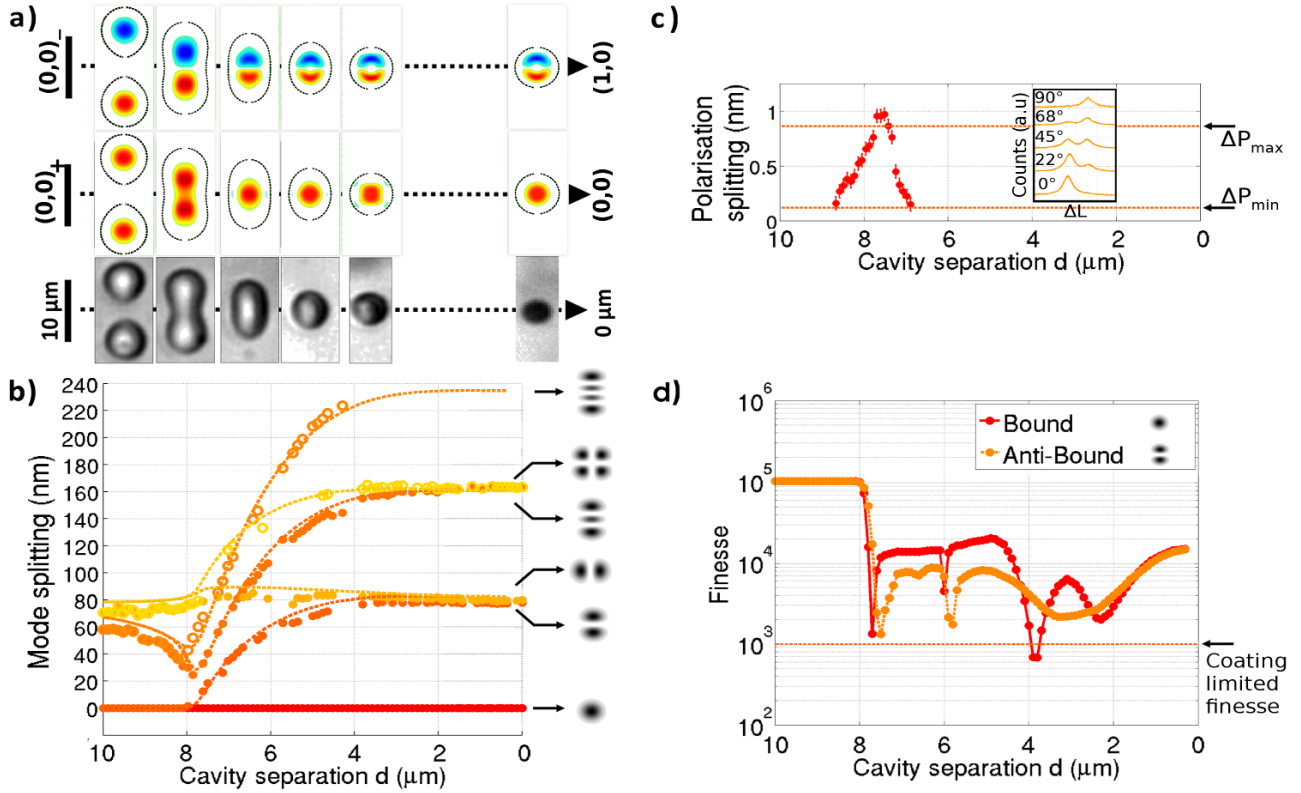 a)
(0,0)_
(1,0)
(0,0)+
(0,0)
10 µm
0 µm
b)
240
220
200
180
160
140
120
100
80
60
40
20
0
Mode splitting (nm)
10
8
6
4
2
0
Cavity separation d (µm)
c)
1
0.5
0
Polarisation
splitting (nm)
90°
68°
45°
22°
0°
Counts (a.u)
ΔL
ΔPmax
ΔPmin
10
8
6
4
2
0
Cavity separation d (µm)
d)
10^6
10^5
10^4
10^3
10^2
Finesse
Bound
Anti-Bound
Coating
limited
finesse
10
8
6
4
2
0
Cavity separation d (µm)